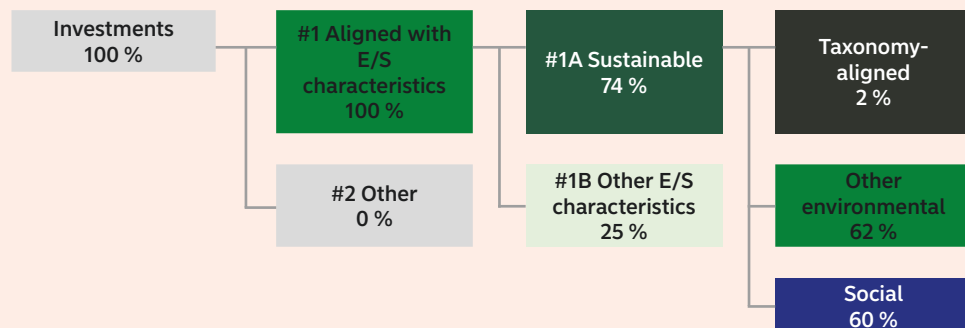 Investments
100 %
#1 Aligned with
E/S
characteristics
100 %
#1A Sustainable
74 %
Taxonomy-
aligned
2 %
#2 Other
0 %
#1B Other E/S
characteristics
25 %
Other
environmental
62 %
Social
60 %